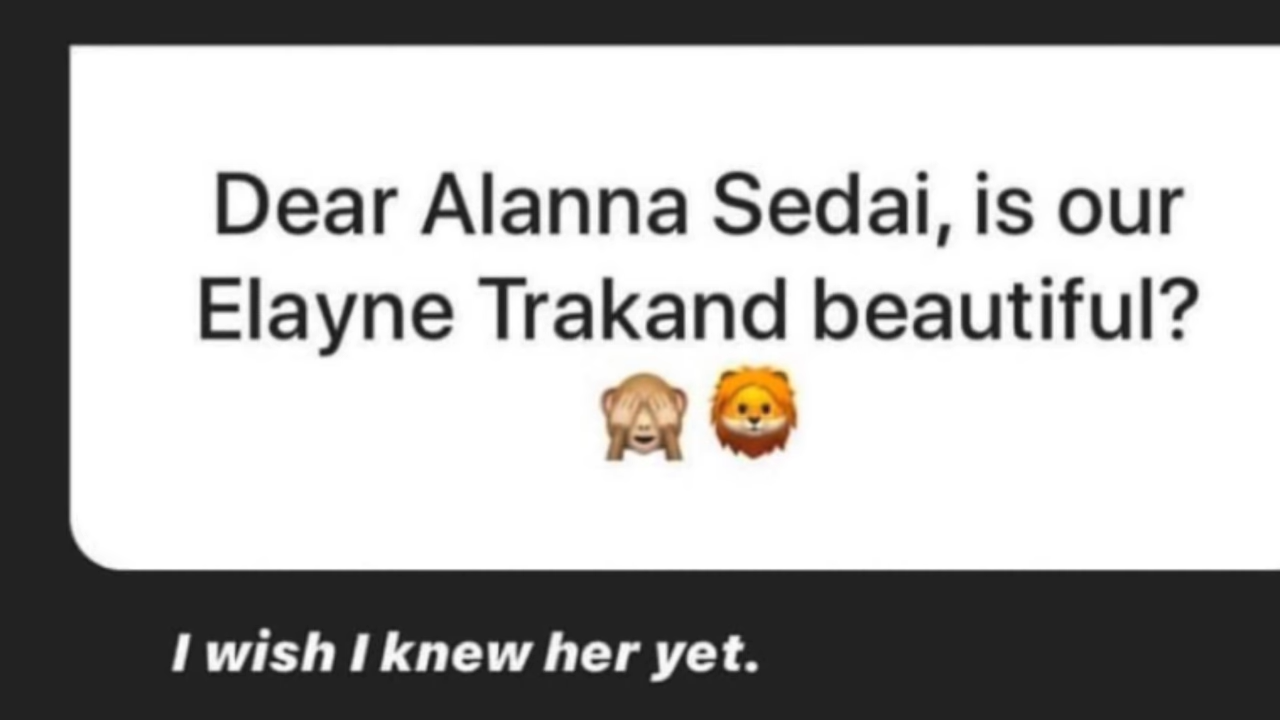 Dear Alanna Sedai, is our
Elayne Trakand beautiful?
🙈🦁
I wish I knew her yet.